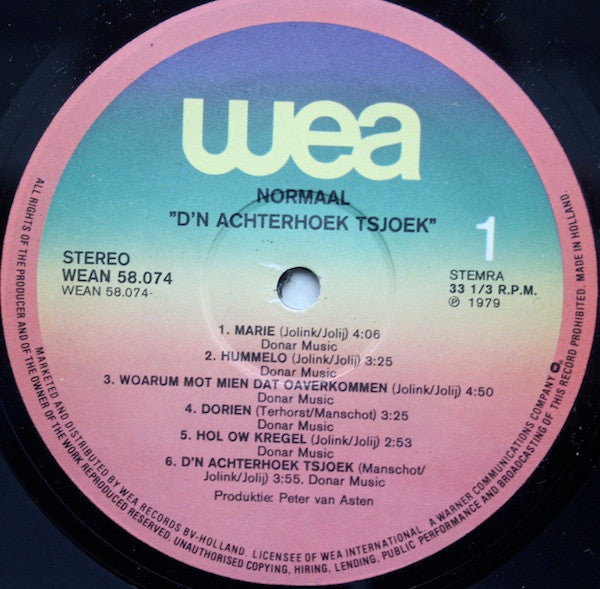 wea
NORMAAL
"D'N ACHTERHOEK TSJOEK"
1
STEREO
WEAN 58.074
WEAN 58.074-
STEMRA
33 1/3 R.P.M.
Ⓟ 1979
1. MARIE (Jolink/Jolij) 4:06
Donar Music
2. HUMMELO (Jolink/Jolij) 3:25
Donar Music
3. WOARUM MOT MIEN DAT OAVERKOMMEN (Jolink/Jolij) 4:50
Donar Music
4. DORIEN (Terhorst/Manschot) 3:25
Donar Music
5. HOL OW KREGEL (Jolink/Jolij) 2:53
Donar Music
6. D'N ACHTERHOEK TSJOEK (Manschot/
Jolink/Jolij) 3:55. Donar Music
Produktie: Peter van Asten
ALL RIGHTS OF THE PRODUCER AND OF THE OWNER OF THE WORK REPRODUCED RESERVED. UNAUTHORISED COPYING, HIRING, LENDING, PUBLIC PERFORMANCE AND BROADCASTING OF THIS RECORD PROHIBITED. MADE IN HOLLAND.
MARKETED AND DISTRIBUTED BY WEA RECORDS BV-HOLLAND. LICENSEE OF WEA INTERNATIONAL. A WARNER COMMUNICATIONS COMPANY